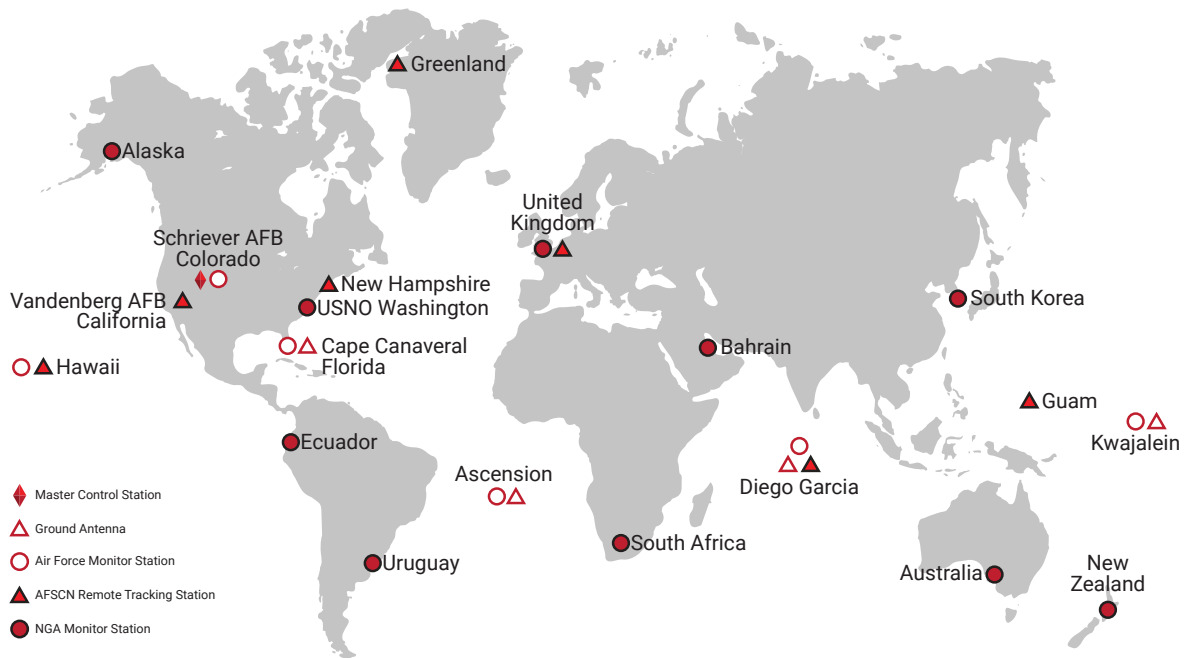 Greenland
Alaska
United
Kingdom
Schriever AFB
Colorado
New Hampshire
Vandenberg AFB
California
USNO Washington
South Korea
Cape Canaveral
Florida
Bahrain
Hawaii
Guam
Kwajalein
Ecuador
Ascension
Diego Garcia
Master Control Station
Ground Antenna
South Africa
Air Force Monitor Station
Uruguay
Australia
New
Zealand
AFSCN Remote Tracking Station
NGA Monitor Station